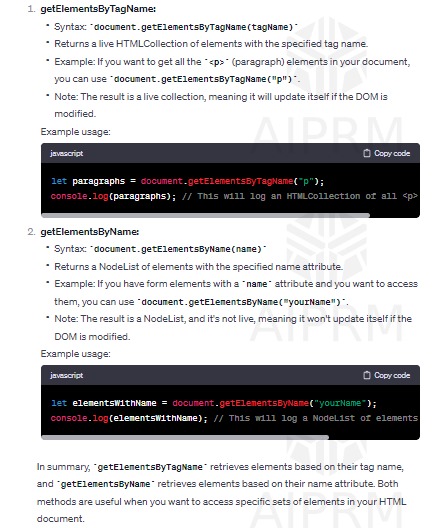 1. getElementsByTagName:
• Syntax: `document.getElementsByTagName(tagName)`
• Returns a live HTMLCollection of elements with the specified tag name.
• Example: If you want to get all the `<p>` (paragraph) elements in your document,
you can use `document.getElementsByTagName("p")`.
• Note: The result is a live collection, meaning it will update itself if the DOM is
modified.
Example usage:
javascript Copy code
let paragraphs = document.getElementsByTagName("p");
console.log(paragraphs); // This will log an HTMLCollection of all <p>
2. getElementsByName:
• Syntax: `document.getElementsByName(name)`
• Returns a NodeList of elements with the specified name attribute.
• Example: If you have form elements with a `name` attribute and you want to access
them, you can use `document.getElementsByName("yourName")`.
• Note: The result is a NodeList, and it's not live, meaning it won't update itself if the
DOM is modified.
Example usage:
javascript Copy code
let elementsWithName = document.getElementsByName("yourName");
console.log(elementsWithName); // This will log a NodeList of elements
In summary, `getElementsByTagName` retrieves elements based on their tag name,
and `getElementsByName` retrieves elements based on their name attribute. Both
methods are useful when you want to access specific sets of elements in your HTML
document.
AIPRM
AIPRM